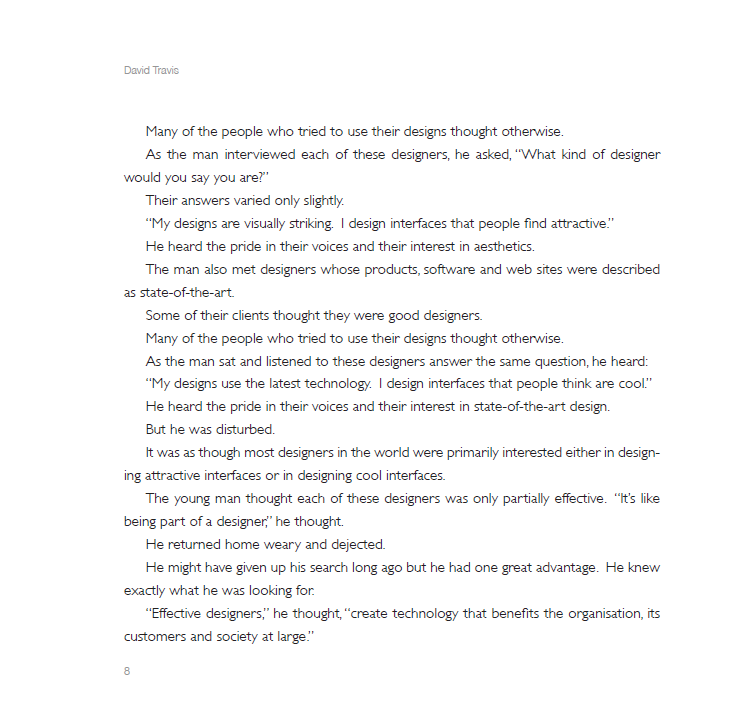 David Travis
Many of the people who tried to use their designs thought otherwise.
As the man interviewed each of these designers, he asked, “What kind of designer
would you say you are?”
Their answers varied only slightly.
“My designs are visually striking. I design interfaces that people find attractive.”
He heard the pride in their voices and their interest in aesthetics.
The man also met designers whose products, software and web sites were described
as state-of-the-art.
Some of their clients thought they were good designers.
Many of the people who tried to use their designs thought otherwise.
As the man sat and listened to these designers answer the same question, he heard:
“My designs use the latest technology. I design interfaces that people think are cool.”
He heard the pride in their voices and their interest in state-of-the-art design.
But he was disturbed.
It was as though most designers in the world were primarily interested either in design-
ing attractive interfaces or in designing cool interfaces.
The young man thought each of these designers was only partially effective. “It’s like
being part of a designer,” he thought.
He returned home weary and dejected.
He might have given up his search long ago but he had one great advantage. He knew
exactly what he was looking for.
“Effective designers,” he thought, “create technology that benefits the organisation, its
customers and society at large.”
8